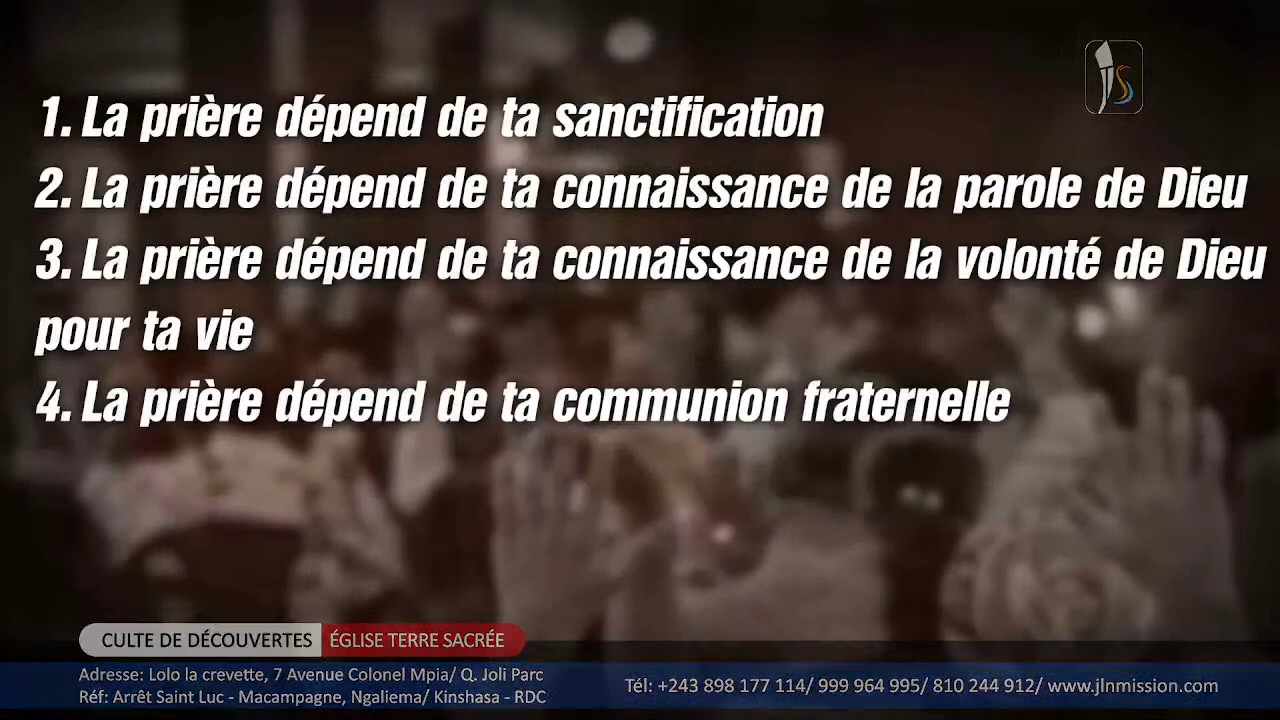 1. La prière dépend de ta sanctification
2. La prière dépend de ta connaissance de la parole de Dieu
3. La prière dépend de ta connaissance de la volonté de Dieu
pour ta vie
4. La prière dépend de ta communion fraternelle
JS
CULTE DE DÉCOUVERTES ÉGLISE TERRE SACRÉE
Adresse: Lolo la crevette, 7 Avenue Colonel Mpia/ Q. Joli Parc
Réf: Arrêt Saint Luc - Macampagne, Ngaliema/ Kinshasa - RDC
Tél: +243 898 177 114/ 999 964 995/ 810 244 912/ www.jlnmission.com